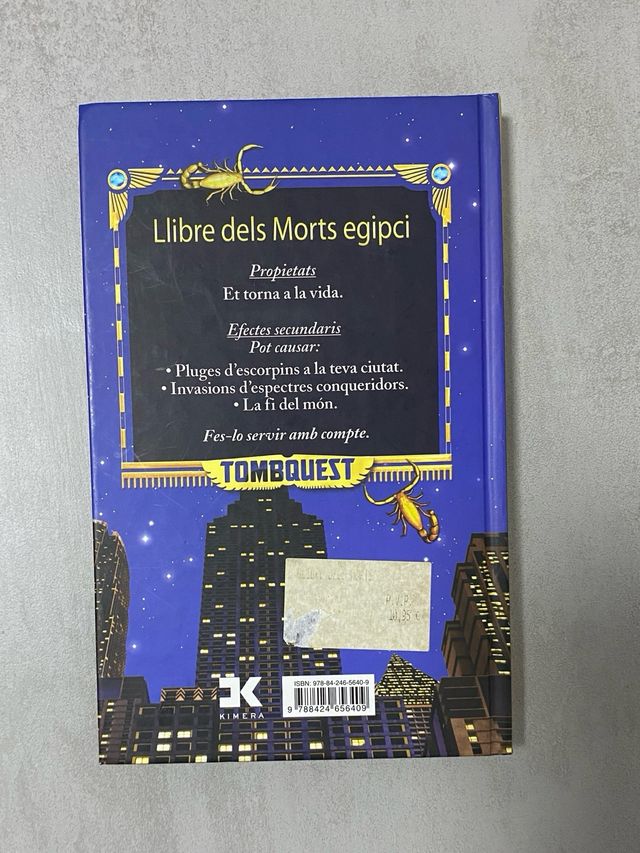 Llibre dels Morts egipci
Propietats
Et torna a la vida.
Efectes secundaris
Pot causar:
• Pluges d'escorpins a la teva ciutat.
• Invasions d'espectres conqueridors.
• La fi del món.
Fes-lo servir amb compte.
TOMBQUEST
P.V.P.
10,95 €
KIMERA
ISBN: 978-84-246-5640-9
9 788424 656409